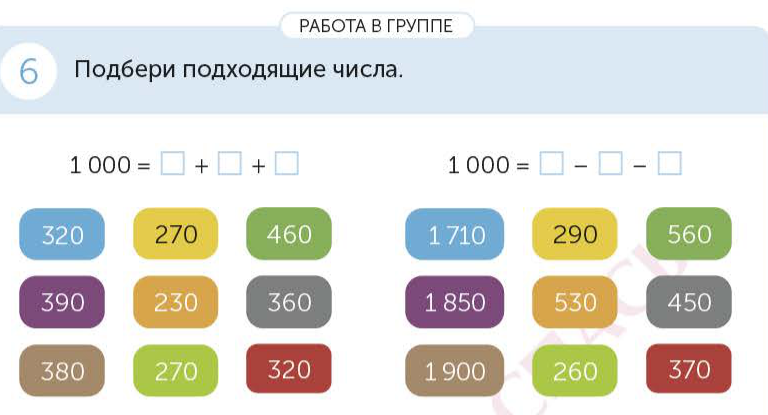 РАБОТА В ГРУППЕ
6 Подбери подходящие числа.
1 000 = □ + □ + □ 1 000 = □ – □ – □
320 270 460 1 710 290 560
390 230 360 1 850 530 450
380 270 320 1 900 260 370